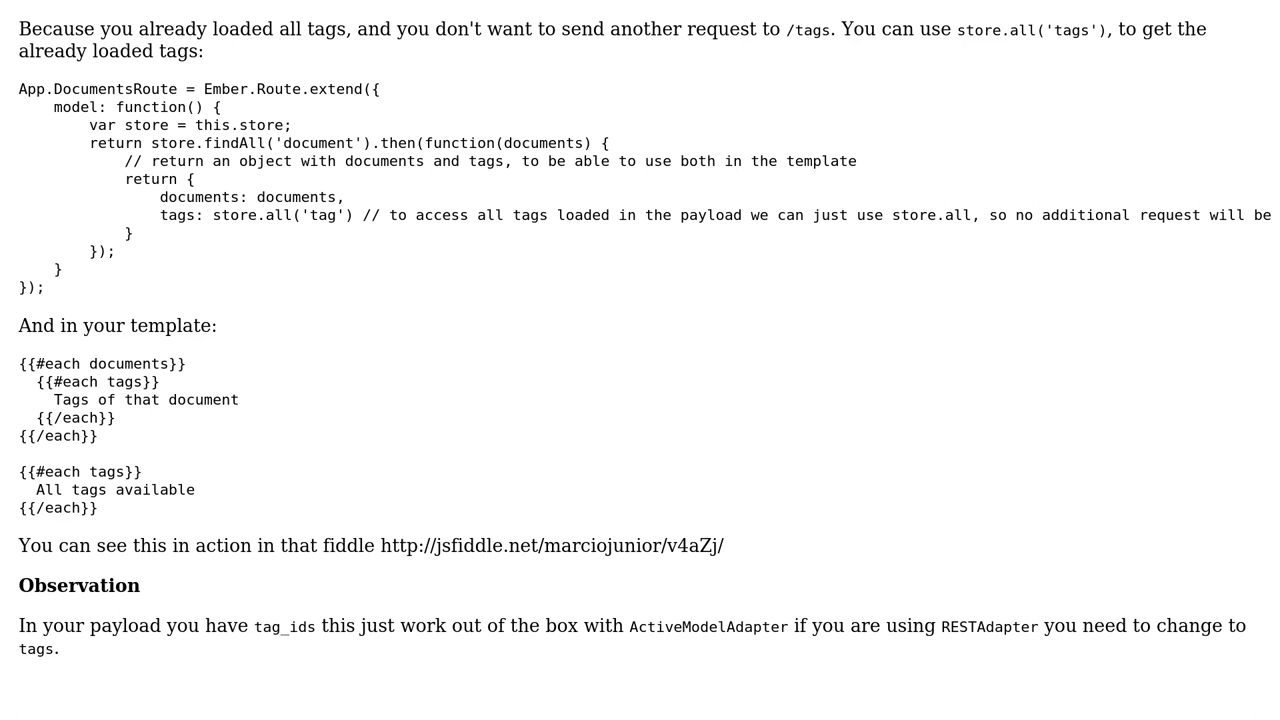 Because you already loaded all tags, and you don't want to send another request to /tags. You can use store.all('tags'), to get the
already loaded tags:
App.DocumentsRoute = Ember.Route.extend({
    model: function() {
        var store = this.store;
        return store.findAll('document').then(function(documents) {
            // return an object with documents and tags, to be able to use both in the template
            return {
                documents: documents,
                tags: store.all('tag') // to access all tags loaded in the payload we can just use store.all, so no additional request will be
            }
        });
    }
});
And in your template:
{{#each documents}}
  {{#each tags}}
    Tags of that document
  {{/each}}
{{/each}}
{{#each tags}}
  All tags available
{{/each}}
You can see this in action in that fiddle http://jsfiddle.net/marciojunior/v4aZj/
Observation
In your payload you have tag_ids this just work out of the box with ActiveModelAdapter if you are using RESTAdapter you need to change to
tags.